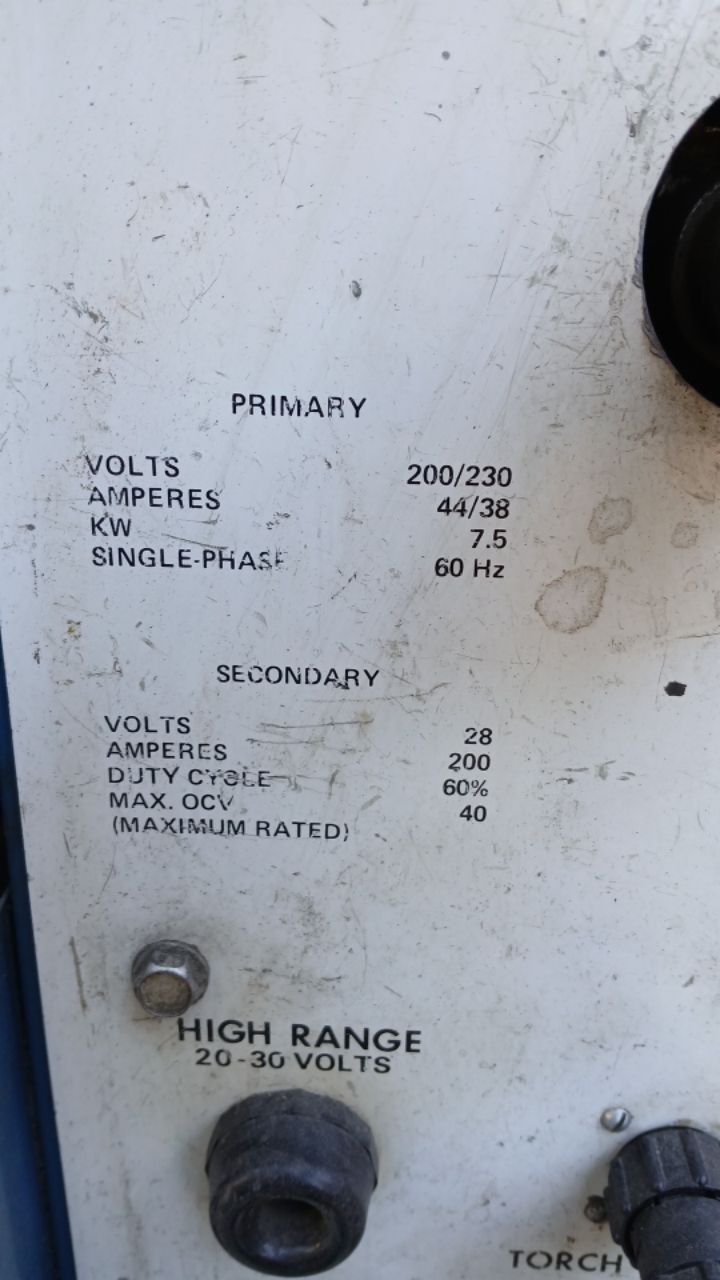 PRIMARY
VOLTS 200/230
AMPERES 44/38
KW 7.5
SINGLE-PHASE 60 Hz
SECONDARY
VOLTS 28
AMPERES 200
DUTY CYCLE 60%
MAX. OCV 40
(MAXIMUM RATED)
HIGH RANGE
20-30 VOLTS
TORCH